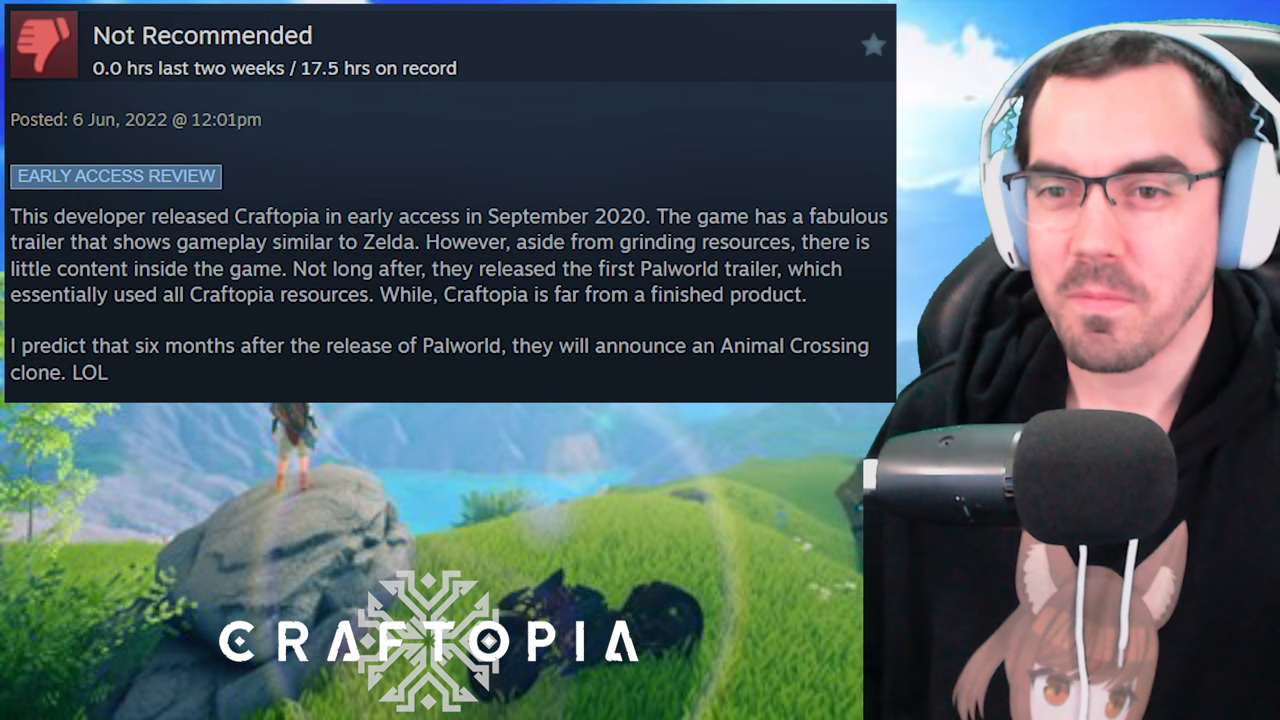 Not Recommended
0.0 hrs last two weeks / 17.5 hrs on record
Posted: 6 Jun, 2022 @ 12:01pm
EARLY ACCESS REVIEW
This developer released Craftopia in early access in September 2020. The game has a fabulous
trailer that shows gameplay similar to Zelda. However, aside from grinding resources, there is
little content inside the game. Not long after, they released the first Palworld trailer, which
essentially used all Craftopia resources. While, Craftopia is far from a finished product.
I predict that six months after the release of Palworld, they will announce an Animal Crossing
clone. LOL
CRAFTOPIA